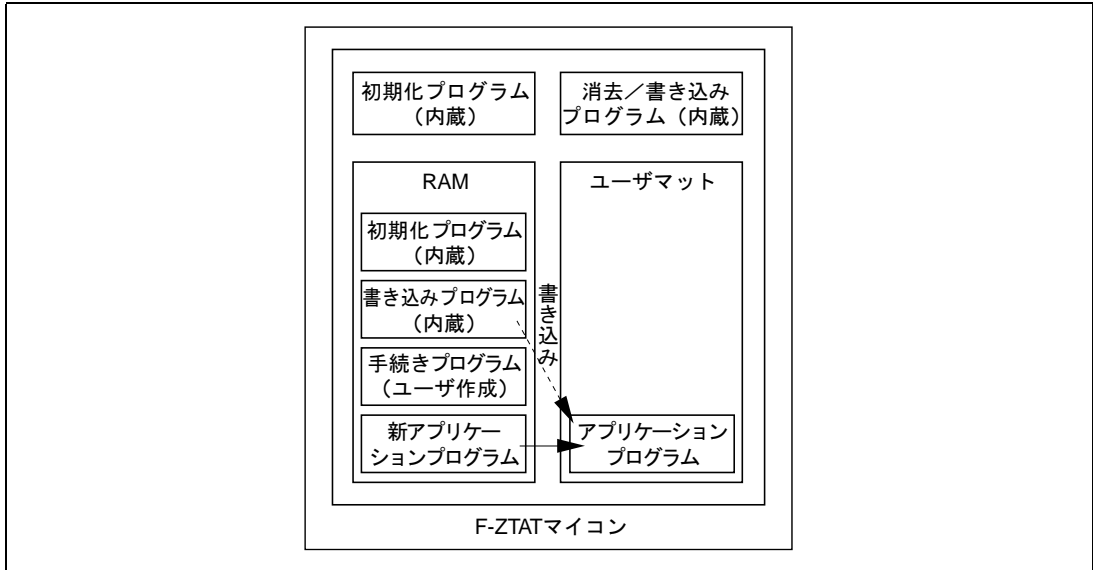 初期化プログラム
（内蔵）
消去／書き込み
プログラム（内蔵）
RAM
初期化プログラム
（内蔵）
書き込みプログラム
（内蔵）
手続きプログラム
（ユーザ作成）
新アプリケー
ションプログラム
書き込み
ユーザマット
アプリケーション
プログラム
F-ZTATマイコン